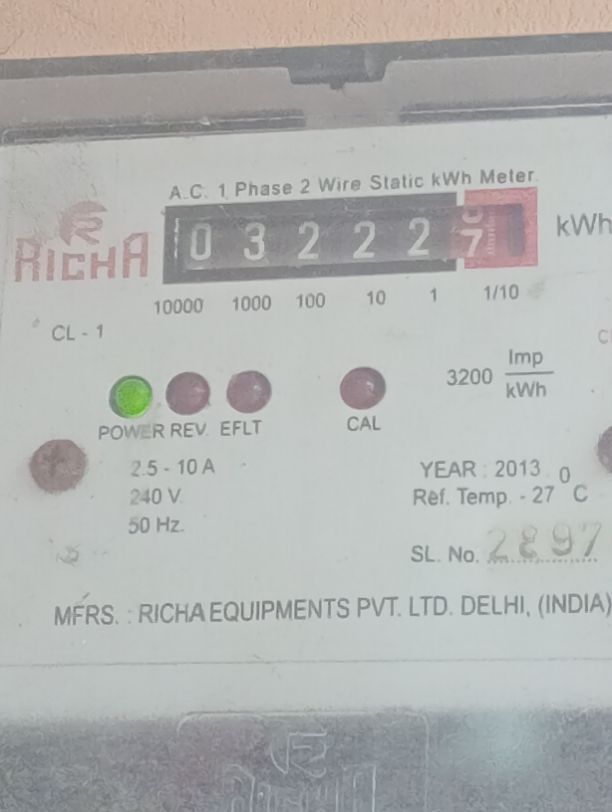 A.C. 1 Phase 2 Wire Static kWh Meter.
RICHA
0 3 2 2 2 7 kWh
10000 1000 100 10 1 1/10
CL - 1
3200 Imp
kWh
POWER REV. EFLT CAL
2.5 - 10 A
240 V.
50 Hz.
YEAR : 2013
Ref. Temp. - 27 0 C
SL. No. 2897
MFRS. : RICHA EQUIPMENTS PVT. LTD. DELHI, (INDIA)
RICHA